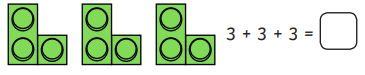 3 + 3 + 3 =